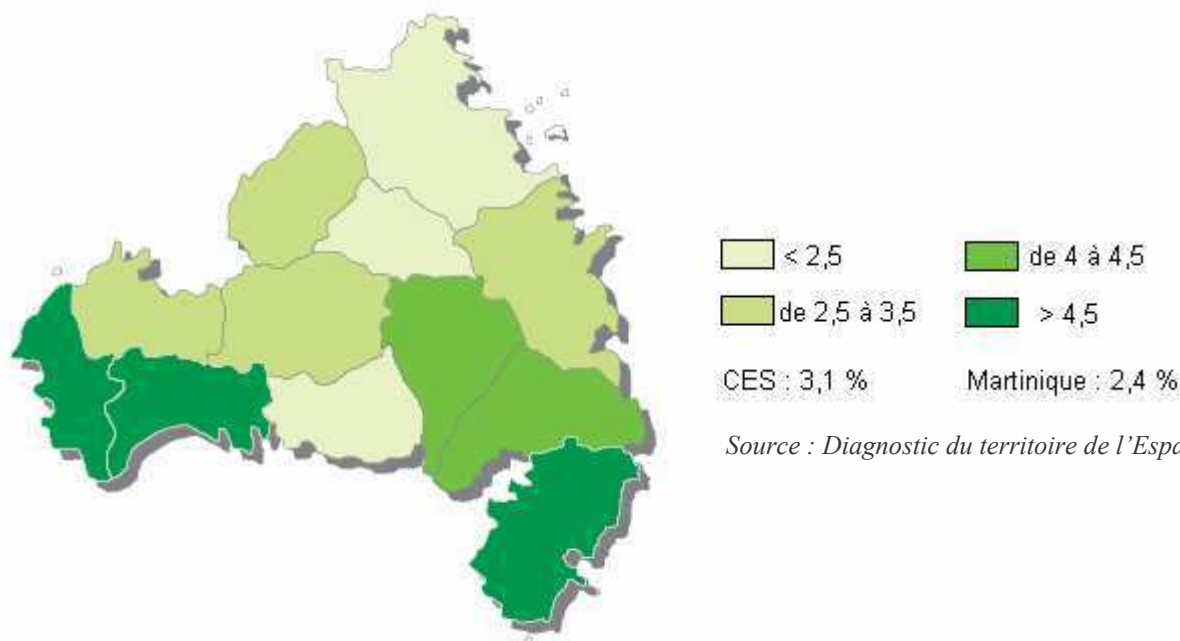 < 2,5
de 4 à 4,5
de 2,5 à 3,5
> 4,5
CES : 3,1 %
Martinique : 2,4 %
Source : Diagnostic du territoire de l’Espa